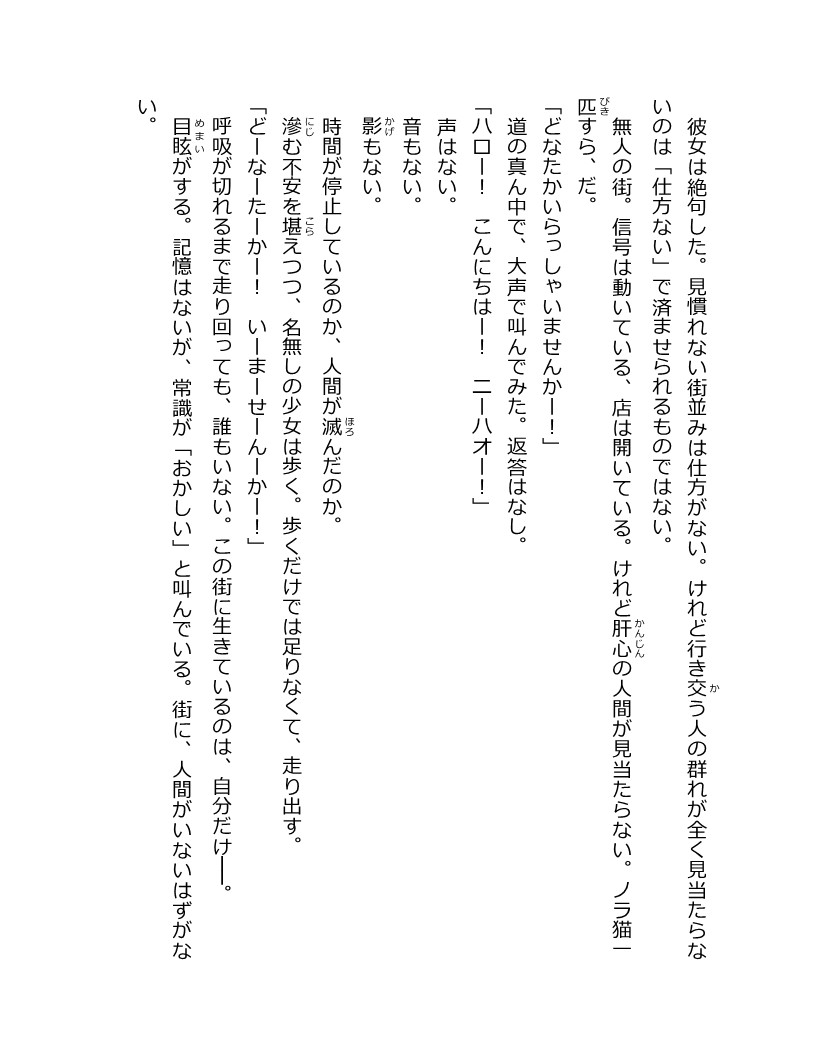 彼女は絶句した。見慣れない街並みは仕方がない。けれど行き交う人の群れが全く見当たらな
いのは「仕方ない」で済ませられるものではない。
無人の街。信号は動いている、店は開いている。けれど肝心の人間が見当たらない。ノラ猫一
匹すら、だ。
「どなたかいらっしゃいませんかー！」
道の真ん中で、大声で叫んでみた。返答はなし。
「ハロー！　こんにちはー！　ニーハオー！」
声はない。
音もない。
影もない。
時間が停止しているのか、人間が滅んだのか。
滲む不安を堪えつつ、名無しの少女は歩く。歩くだけでは足りなくて、走り出す。
「どーなーたーかー！　いーまーせーんーかー！」
呼吸が切れるまで走り回っても、誰もいない。この街に生きているのは、自分だけ――。
目眩がする。記憶はないが、常識が「おかしい」と叫んでいる。街に、人間がいないはずがな
い。